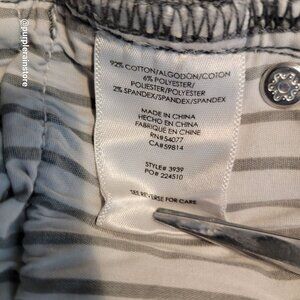 @purplerainstore
92% COTTON/ALGODON/COTON
6% POLYESTER/
POLIESTER/POLYESTER
2% SPANDEX/SPANDEX/SPANDEX
MADE IN CHINA
HECHO EN CHINA
FABRIQUE EN CHINE
RN#54077
CA#59814
STYLE# 3939
PO# 224510
SEE REVERSE FOR CARE